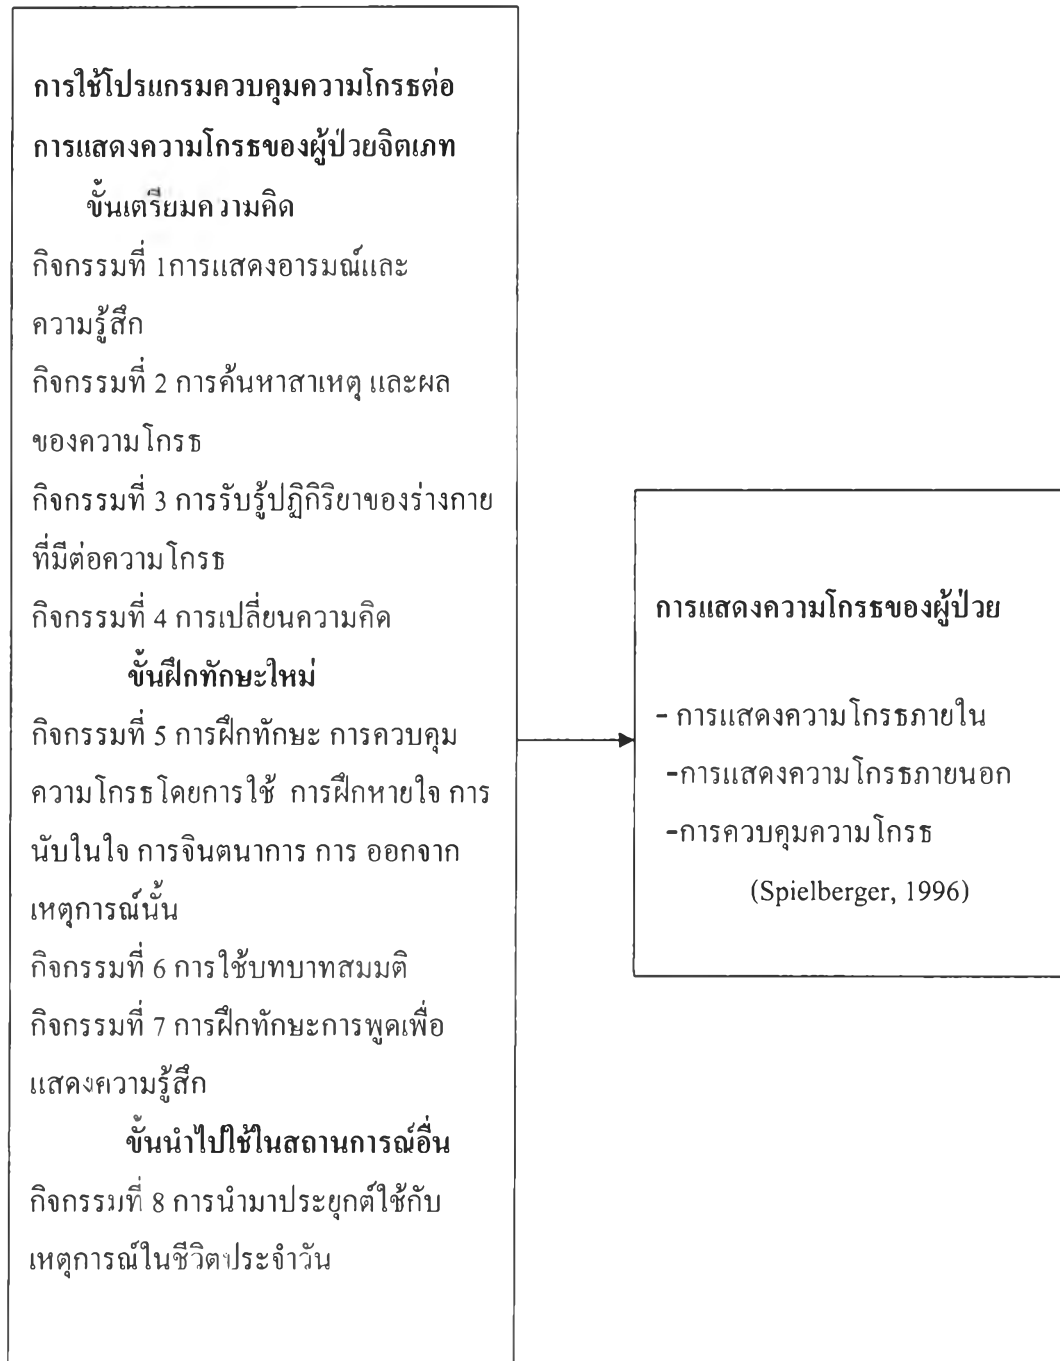 การใช้โปรแกรมควบคุมความโกรธต่อ
การแสดงความโกรธของผู้ป่วยจิตเภท
ขั้นเตรียมความคิด
กิจกรรมที่ 1การแสดงอารมณ์และ
ความรู้สึก
กิจกรรมที่ 2 การค้นหาสาเหตุ และผล
ของความโกรธ
กิจกรรมที่ 3 การรับรู้ปฏิกิริยาของร่างกาย
ที่มีต่อความโกรธ
กิจกรรมที่ 4 การเปลี่ยนความคิด
ขั้นฝึกทักษะใหม่
กิจกรรมที่ 5 การฝึกทักษะ การควบคุม
ความโกรธโดยการใช้ การฝึกหายใจ การ
นับในใจ การจินตนาการ การ ออกจาก
เหตุการณ์นั้น
กิจกรรมที่ 6 การใช้บทบาทสมมติ
กิจกรรมที่ 7 การฝึกทักษะการพูดเพื่อ
แสดงความรู้สึก
ขั้นนำไปใช้ในสถานการณ์อื่น
กิจกรรมที่ 8 การนำมาประยุกต์ใช้กับ
เหตุการณ์ในชีวิตประจำวัน
การแสดงความโกรธของผู้ป่วย
- การแสดงความโกรธภายใน
-การแสดงความโกรธภายนอก
-การควบคุมความโกรธ
(Spielberger, 1996)